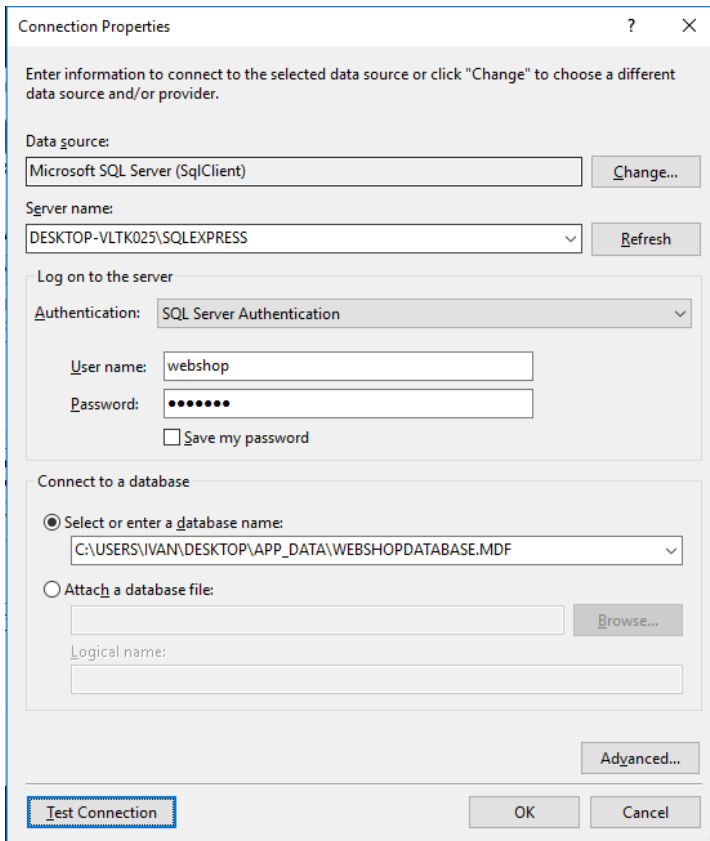 Connection Properties
?
Enter information to connect to the selected data source or click "Change" to choose a different
data source and/or provider.
Data source:
Microsoft SQL Server (SqlClient)
Change...
Server name:
DESKTOP-VLTK025\SQLEXPRESS
Refresh
Log on to the server
Authentication:
SQL Server Authentication
User name:
webshop
Password:
●●●●●●●
Save my password
Connect to a database
Select or enter a database name:
C:\USERS\IVAN\DESKTOP\APP_DATA\WEBSHOPDATABASE.MDF
Attach a database file:
Browse...
Logical name:
Advanced...
Test Connection
OK
Cancel